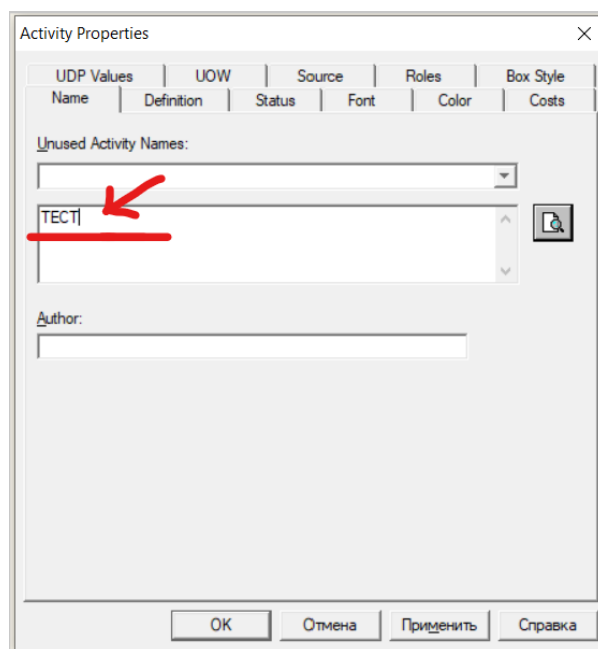 Activity Properties
UDP Values UOW Source Roles Box Style
Name Definition Status Font Color Costs
Unused Activity Names:
ТЕСТ
Author:
OK Отмена Применить Справка